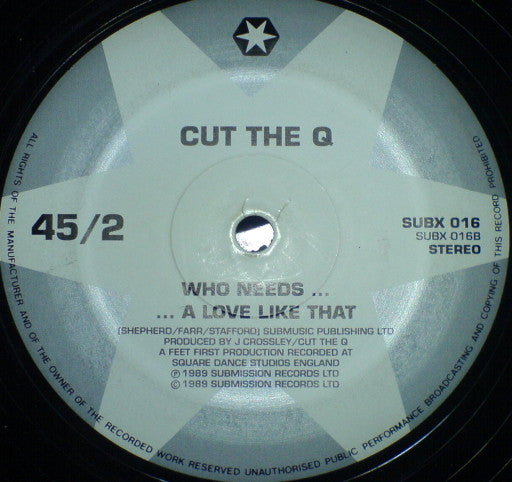 CUT THE Q
45/2
SUBX 016
SUBX 016B
STEREO
WHO NEEDS ...
... A LOVE LIKE THAT
[SHEPHERD/FARR/STAFFORD] SUBMUSIC PUBLISHING LTD
PRODUCED BY J CROSSLEY/CUT THE Q
A FEET FIRST PRODUCTION RECORDED AT
SQUARE DANCE STUDIOS ENGLAND
℗ 1989 SUBMISSION RECORDS LTD
© 1989 SUBMISSION RECORDS LTD
ALL RIGHTS OF THE MANUFACTURER AND OF THE OWNER OF THE RECORDED WORK RESERVED UNAUTHORISED PUBLIC PERFORMANCE BROADCASTING AND COPYING OF THIS RECORD PROHIBITED